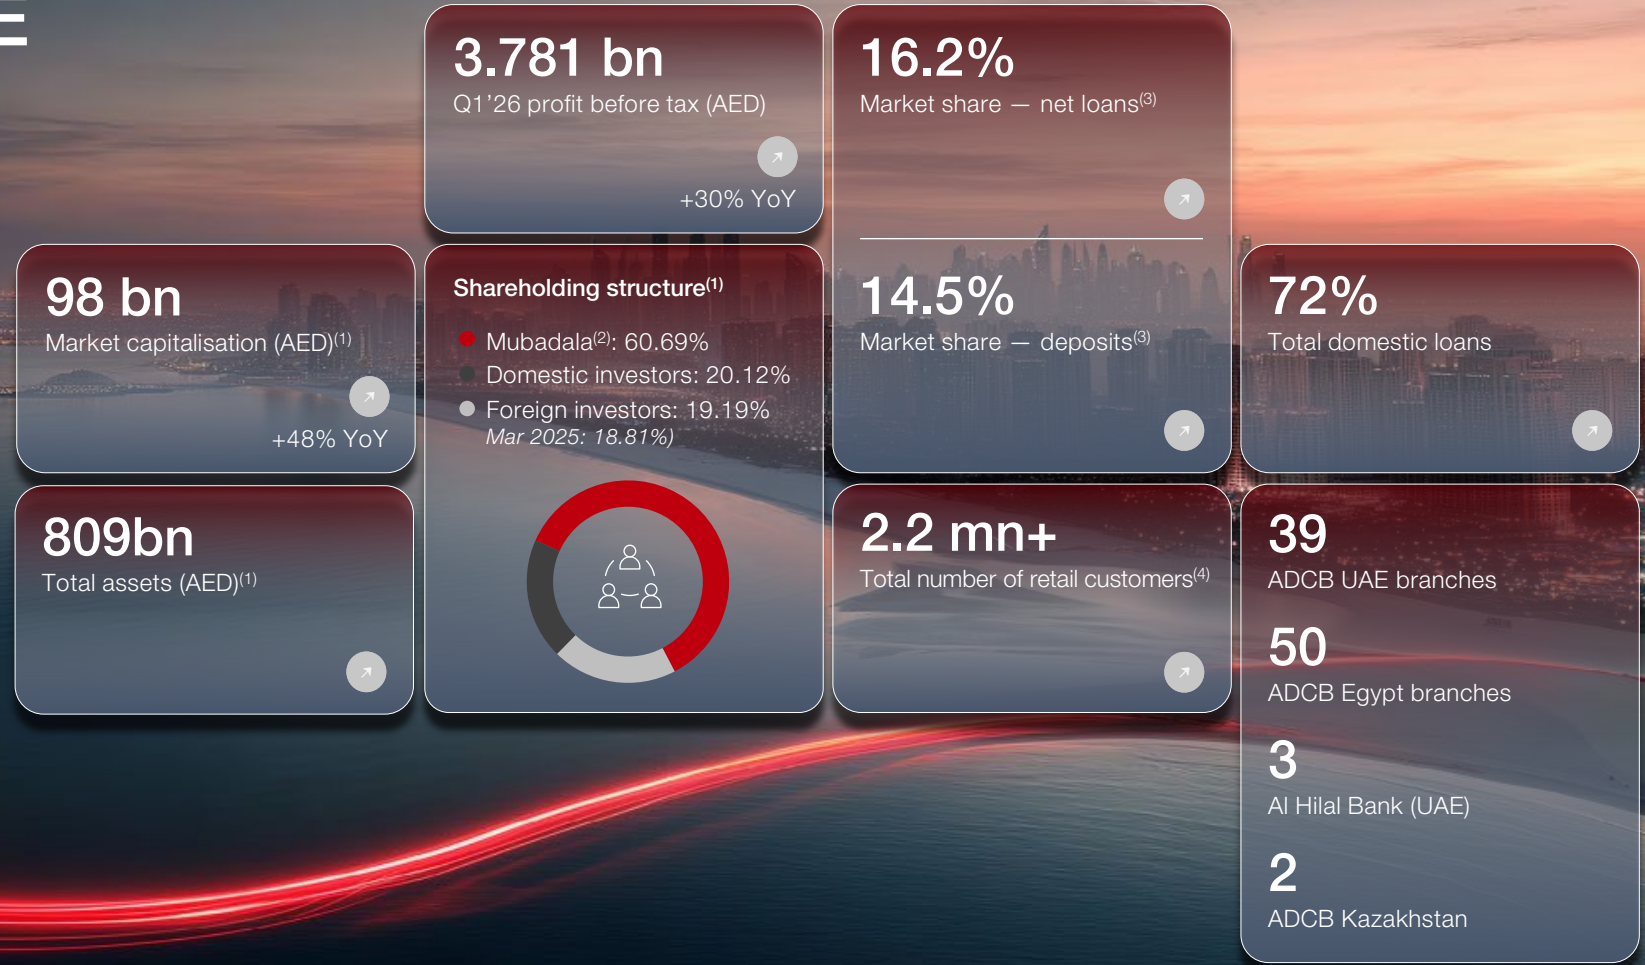 3.781 bn
Q1’26 profit before tax (AED)
+30% YoY
16.2%
Market share — net loans(3)
14.5%
Market share — deposits(3)
98 bn
Market capitalisation (AED)(1)
+48% YoY
Shareholding structure(1)
Mubadala(2): 60.69%
Domestic investors: 20.12%
Foreign investors: 19.19%
Mar 2025: 18.81%)
72%
Total domestic loans
809bn
Total assets (AED)(1)
2.2 mn+
Total number of retail customers(4)
39
ADCB UAE branches
50
ADCB Egypt branches
3
Al Hilal Bank (UAE)
2
ADCB Kazakhstan